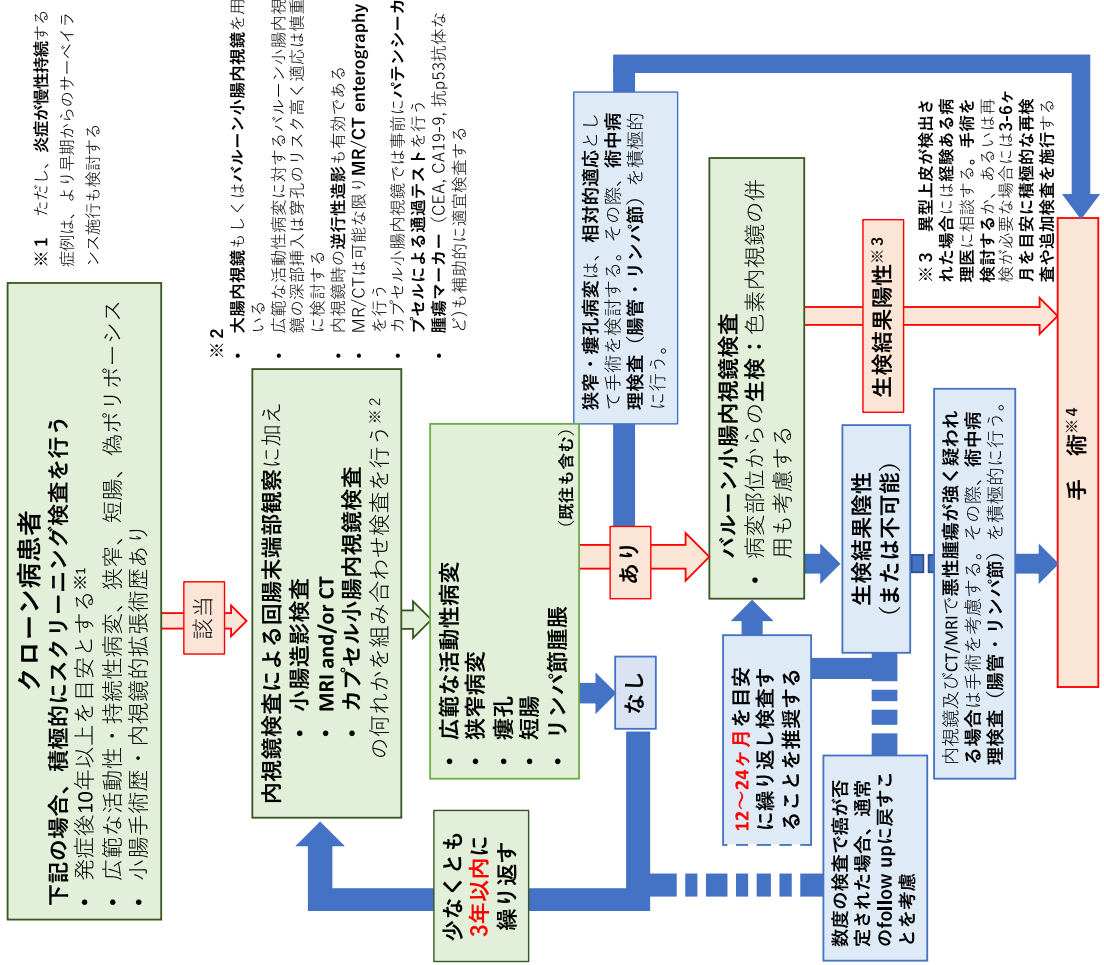 クローン病患者
下記の場合、積極的にスクリーニング検査を行う
• 発症後10年以上を目安とする※1
• 広範な活動性・持続性病変、狭窄、短腸、偽ポリポーシス
• 小腸手術歴・内視鏡的拡張術歴あり
※１　ただし、炎症が慢性持続する
症例は、より早期からのサーベイラ
ンス施行も検討する
該当
内視鏡検査による回腸末端部観察に加え
• 小腸造影検査
• MRI and/or CT
• カプセル小腸内視鏡検査
の何れかを組み合わせ検査を行う※2
※２
• 大腸内視鏡もしくはバルーン小腸内視鏡を用
いる
• 広範な活動性病変に対するバルーン小腸内視
鏡の深部挿入は穿孔のリスク高く適応は慎重
に検討する
• 内視鏡時の逆行性造影も有効である
• MR/CTは可能な限りMR/CT enterography
を行う
• カプセル小腸内視鏡では事前にパテンシーカ
プセルによる通過テストを行う
• 腫瘍マーカー（CEA, CA19-9, 抗p53抗体な
ど)も補助的に適宜検査する
少なくとも
3年以内に
繰り返す
• 広範な活動性病変
• 狭窄病変
• 瘻孔
• 短腸
• リンパ節腫脹
(既往も含む)
なし
あり
狭窄・瘻孔病変は、相対的適応とし
て手術を検討する。その際、術中病
理検査（腸管・リンパ節）を積極的
に行う。
バルーン小腸内視鏡検査
• 病変部位からの生検：色素内視鏡の併
用も考慮する
12～24ヶ月を目安
に繰り返し検査す
ることを推奨する
生検結果陰性
（または不可能）
生検結果陽性※3
※３　異型上皮が検出さ
れた場合には経験ある病
理医に相談する。手術を
検討するか、あるいは再
検が必要な場合には3-6ヶ
月を目安に積極的な再検
査や追加検査を施行する
数度の検査で癌が否
定された場合、通常
のfollow upに戻すこ
とを考慮
内視鏡及びCT/MRIで悪性腫瘍が強く疑われ
る場合は手術を考慮する。その際、術中病
理検査（腸管・リンパ節）を積極的に行う。
手　術※4